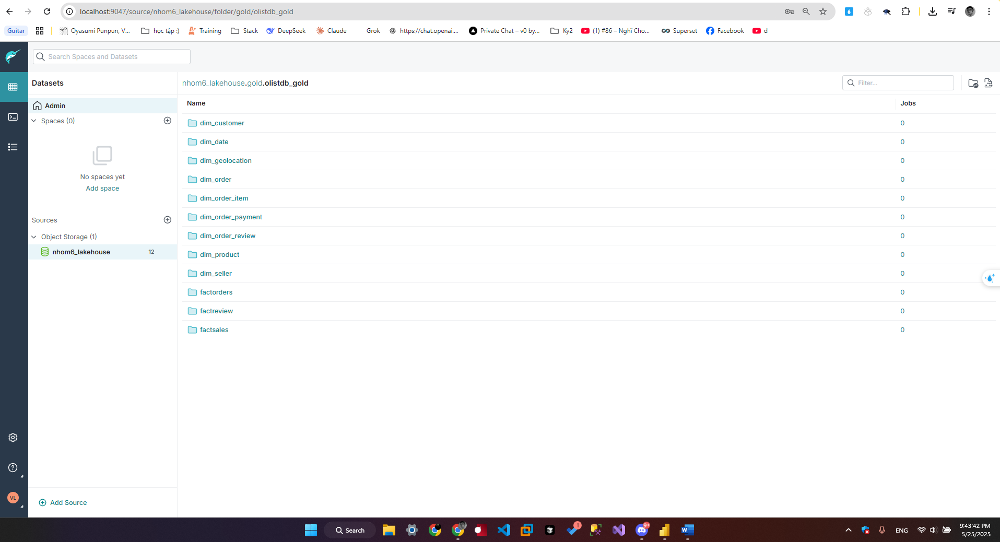 localhost:9047/source/nhom6_lakehouse/folder/gold/olistdb_gold
Guitar
Oyasumi Punpun, V...
học tập :)
Training
Stack
DeepSeek
Claude
Grok
https://chat.openai....
Private Chat – v0 by...
Ky2
(1) #86 – Nghĩ Cho...
Superset
Facebook
d
Search Spaces and Datasets
Datasets
nhom6_lakehouse.gold.olistdb_gold
Filter...
Admin
Spaces (0)
No spaces yet
Add space
Sources
Object Storage (1)
nhom6_lakehouse 12
Add Source
VL
Name Jobs
dim_customer 0
dim_date 0
dim_geolocation 0
dim_order 0
dim_order_item 0
dim_order_payment 0
dim_order_review 0
dim_product 0
dim_seller 0
factorders 0
factreview 0
factsales 0
Search
1
9+
ENG
9:43:42 PM
5/25/2025